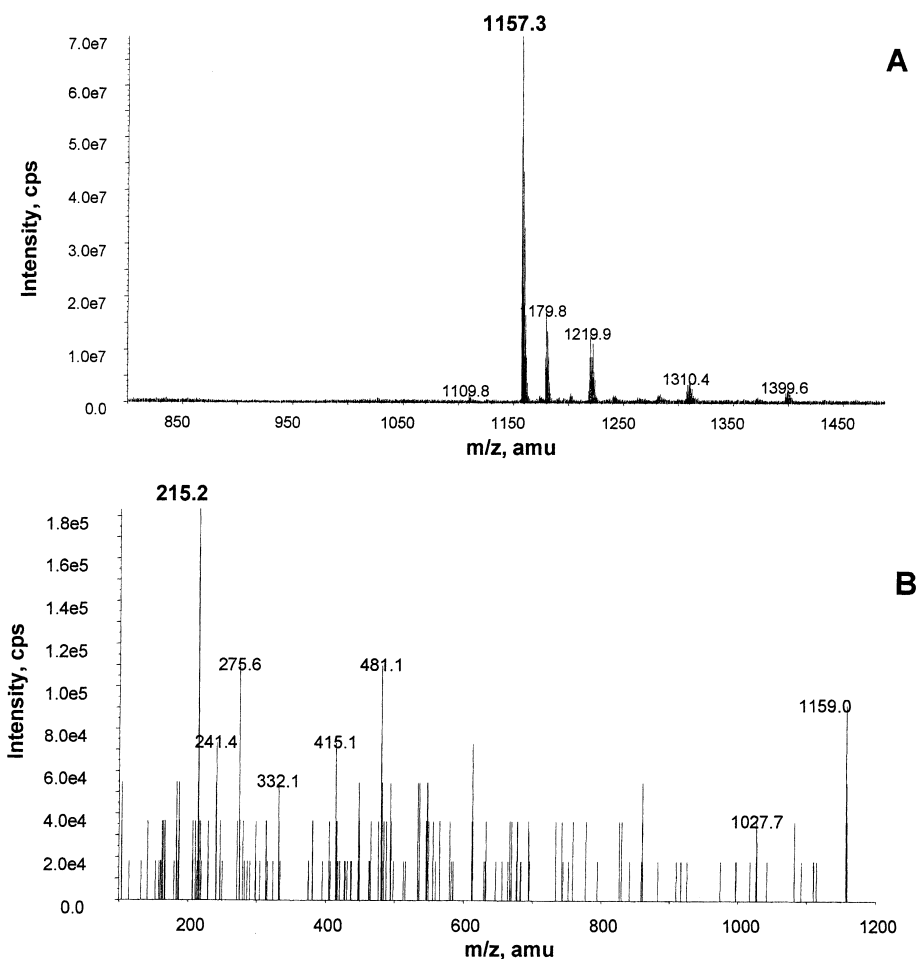 1157.3
A
7.0e7
6.0e7
5.0e7
4.0e7
3.0e7
2.0e7
1.0e7
0.0
Intensity, cps
179.8
1219.9
1109.8
1310.4
1399.6
850 950 1050 1150 1250 1350 1450
m/z, amu
215.2
B
1.8e5
1.6e5
1.4e5
1.2e5
1.0e5
8.0e4
6.0e4
4.0e4
2.0e4
0.0
Intensity, cps
275.6
481.1
1159.0
241.4
415.1
332.1
1027.7
200 400 600 800 1000 1200
m/z, amu